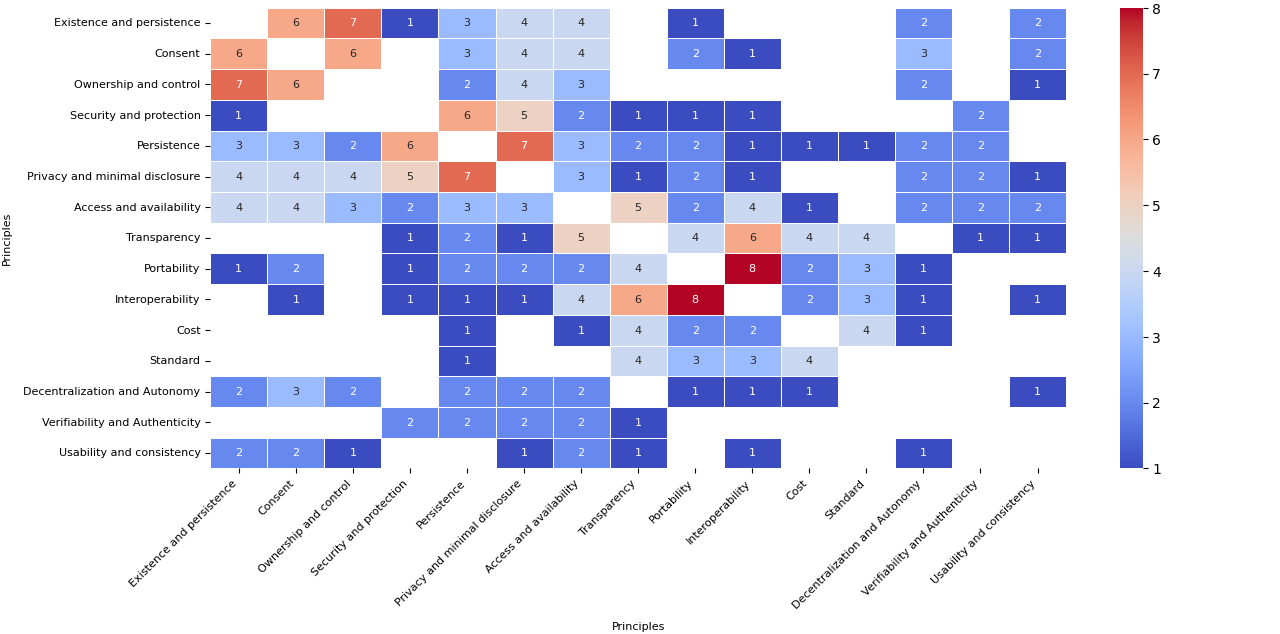 Existence and persistence 6 7 1 3 4 4 1 2 2
Consent 6 6 3 4 4 2 1 3 2
Ownership and control 7 6 2 4 3 2 1
Security and protection 1 6 5 2 1 1 1 2
Persistence 3 3 2 6 7 3 2 2 1 1 1 2 2
Privacy and minimal disclosure 4 4 4 5 7 3 1 2 1 2 2 1
Access and availability 4 4 3 2 3 3 5 2 4 1 2 2 2
Transparency 1 2 1 5 4 6 4 4 1 1
Portability 1 2 1 2 2 2 4 8 2 3 1
Interoperability 1 1 1 1 4 6 8 2 3 1 1
Cost 1 1 4 2 2 4 1
Standard 1 4 3 3 4
Decentralization and Autonomy 2 3 2 2 2 2 1 1 1 1
Verifiability and Authenticity 2 2 2 2 1
Usability and consistency 2 2 1 1 2 1 1 1
Principles
Existence and persistence
Consent
Ownership and control
Security and protection
Persistence
Privacy and minimal disclosure
Access and availability
Transparency
Portability
Interoperability
Cost
Standard
Decentralization and Autonomy
Verifiability and Authenticity
Usability and consistency
Principles
8
7
6
5
4
3
2
1